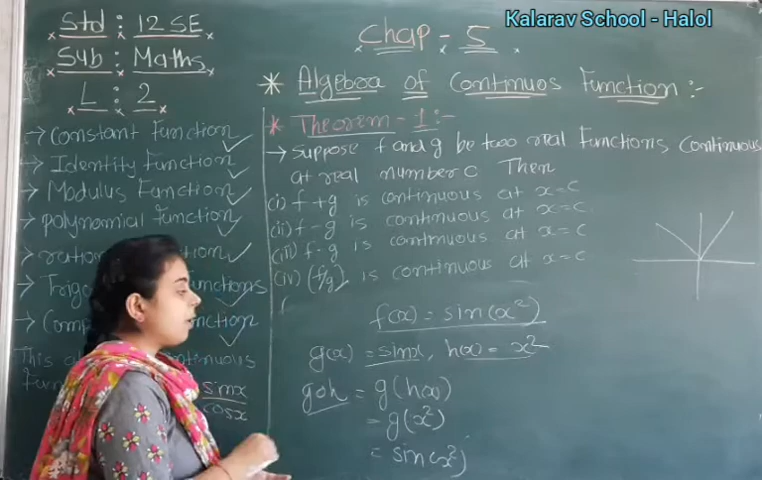 Kalarav School - Halol
Std : 12 SE
Sub : Maths
L : 2
Chap - 5
* Algebra of Continuos Function :-
* Theorem - 1 :-
→ Suppose f and g be two real Functions, Continuous
at real number c Then
(i) f + g is continuous at x = c
(ii) f - g is continuous at x = c
(iii) f - g is continuous at x = c
(iv) (f/g) is continuous at x = c
f(x) = sin(x²)
g(x) = sinx, h(x) = x²
goh = g(h(x))
= g(x²)
= sin(x²)
→ Constant Function ✓
→ Identity Function ✓
→ Modulus Function ✓
→ polynomial function ✓
→
→
→
This
sinx
cosx